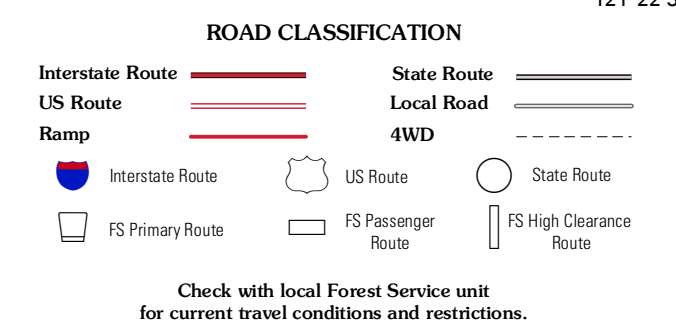 ROAD CLASSIFICATION
Interstate Route
State Route
US Route
Local Road
Ramp
4WD
Interstate Route
US Route
State Route
FS Primary Route
FS Passenger
Route
FS High Clearance
Route
Check with local Forest Service unit
for current travel conditions and restrictions.